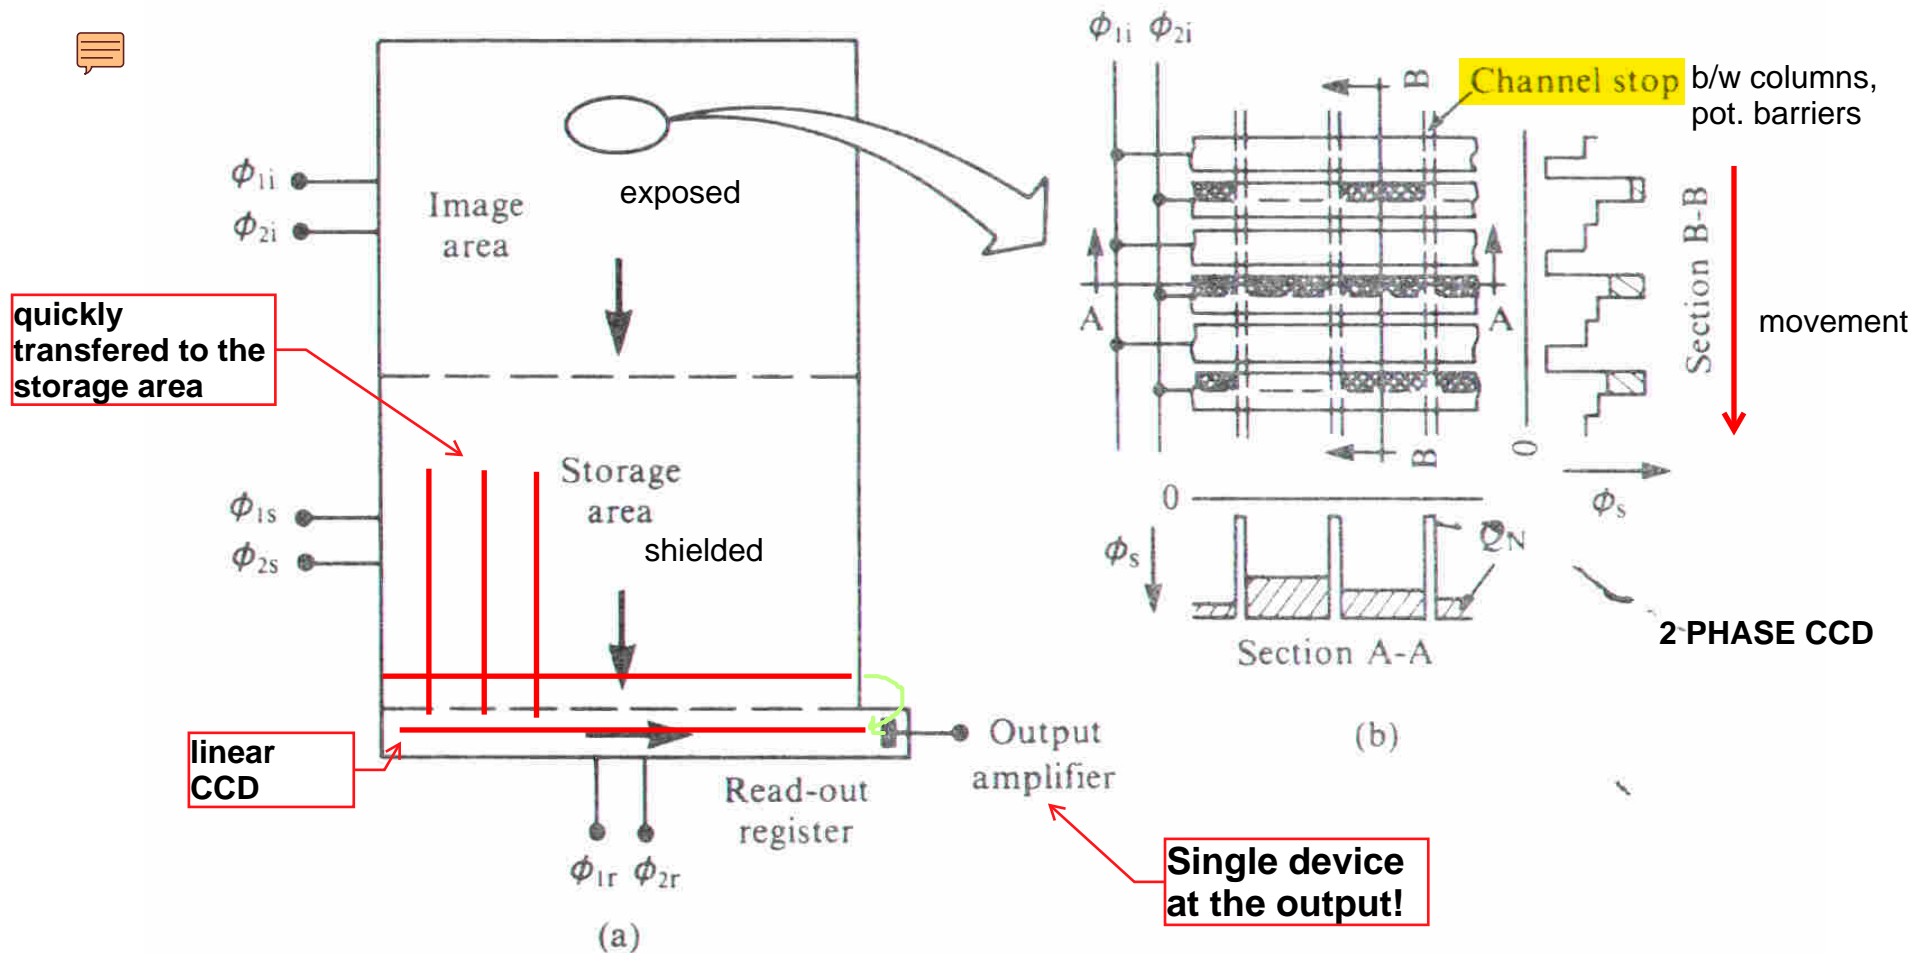 ϕ1i
ϕ2i
Image
area
exposed
quickly
transfered to the
storage area
Storage
area
shielded
ϕ1s
ϕ2s
linear
CCD
Read-out
register
ϕ1r ϕ2r
Output
amplifier
Single device
at the output!
(a)
ϕ1i ϕ2i
B
Channel stop
b/w columns,
pot. barriers
A
A
B
0
ϕs
Section B-B
movement
0
ϕs
QN
Section A-A
2 PHASE CCD
(b)